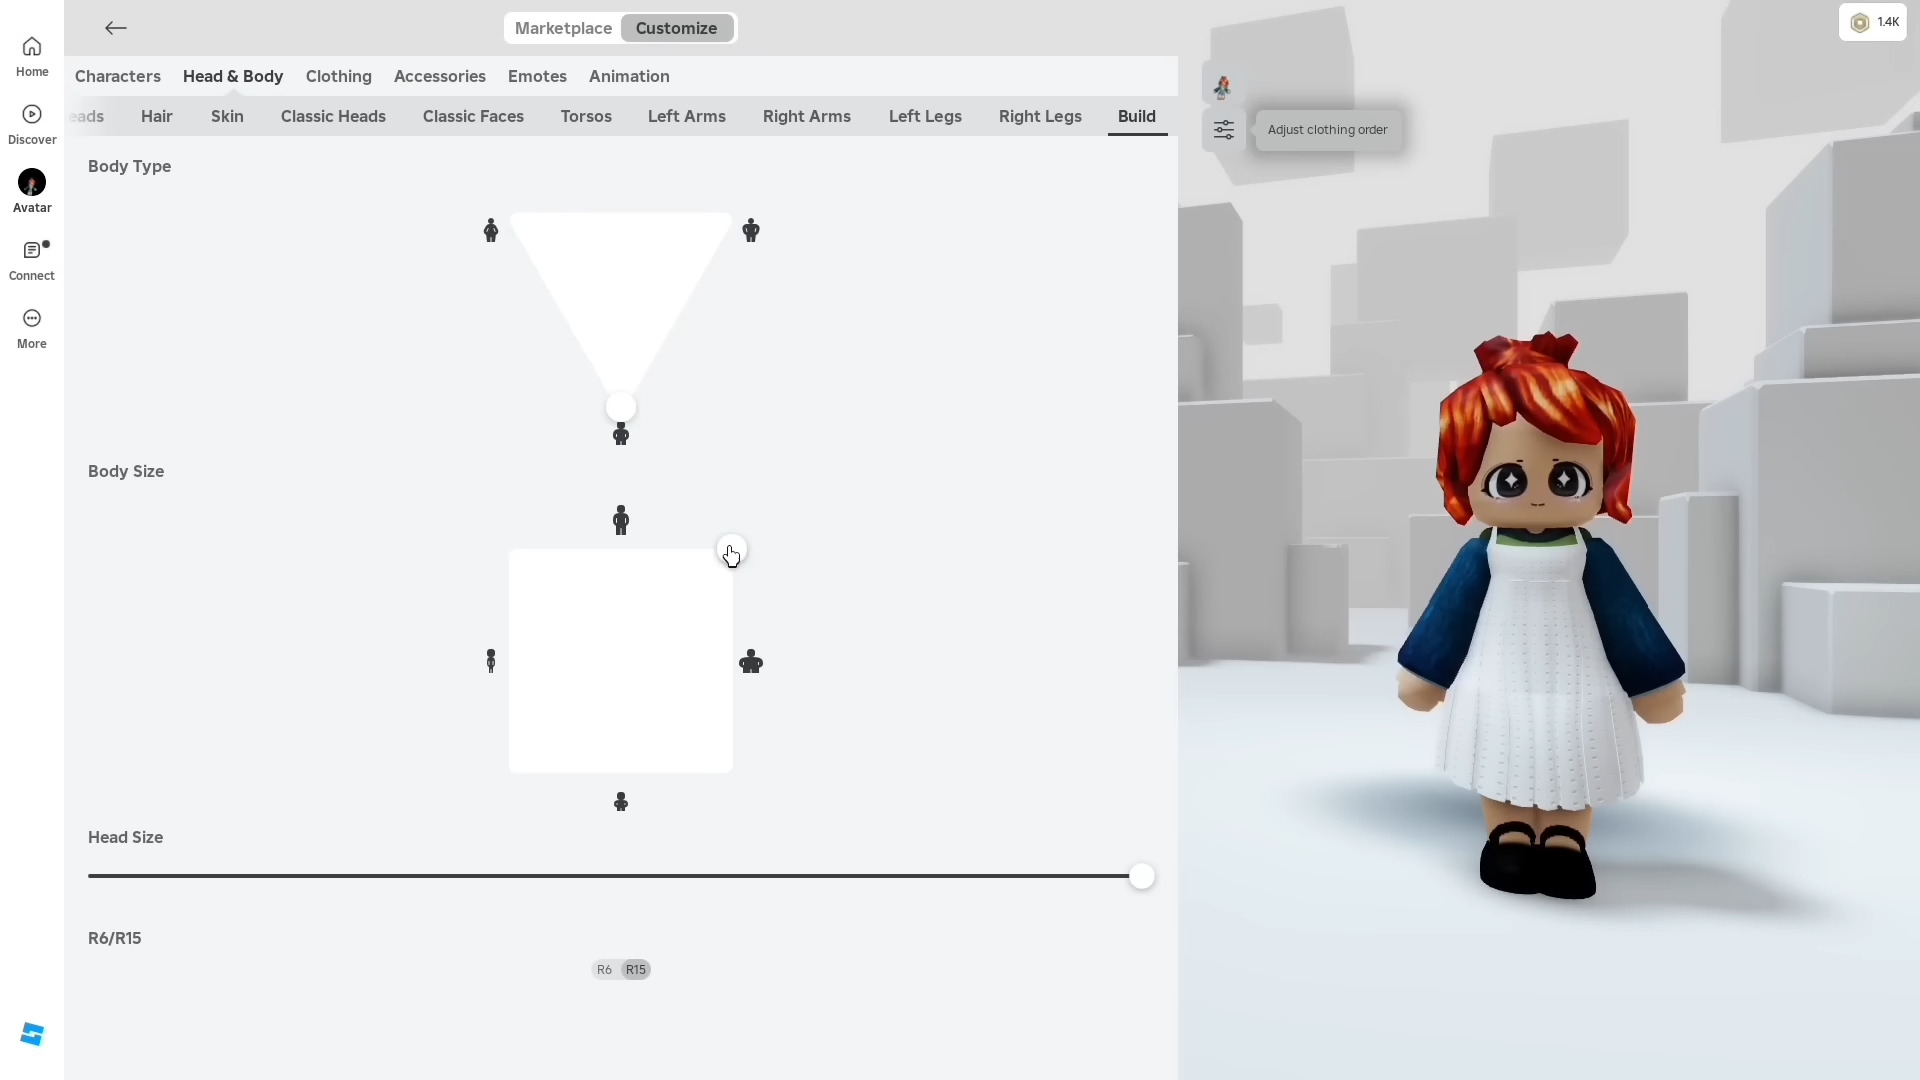 Marketplace Customize
1.4K
Home
Discover
Avatar
Connect
More
Characters Head & Body Clothing Accessories Emotes Animation
eads Hair Skin Classic Heads Classic Faces Torsos Left Arms Right Arms Left Legs Right Legs Build
Adjust clothing order
Body Type
Body Size
Head Size
R6/R15
R6 R15